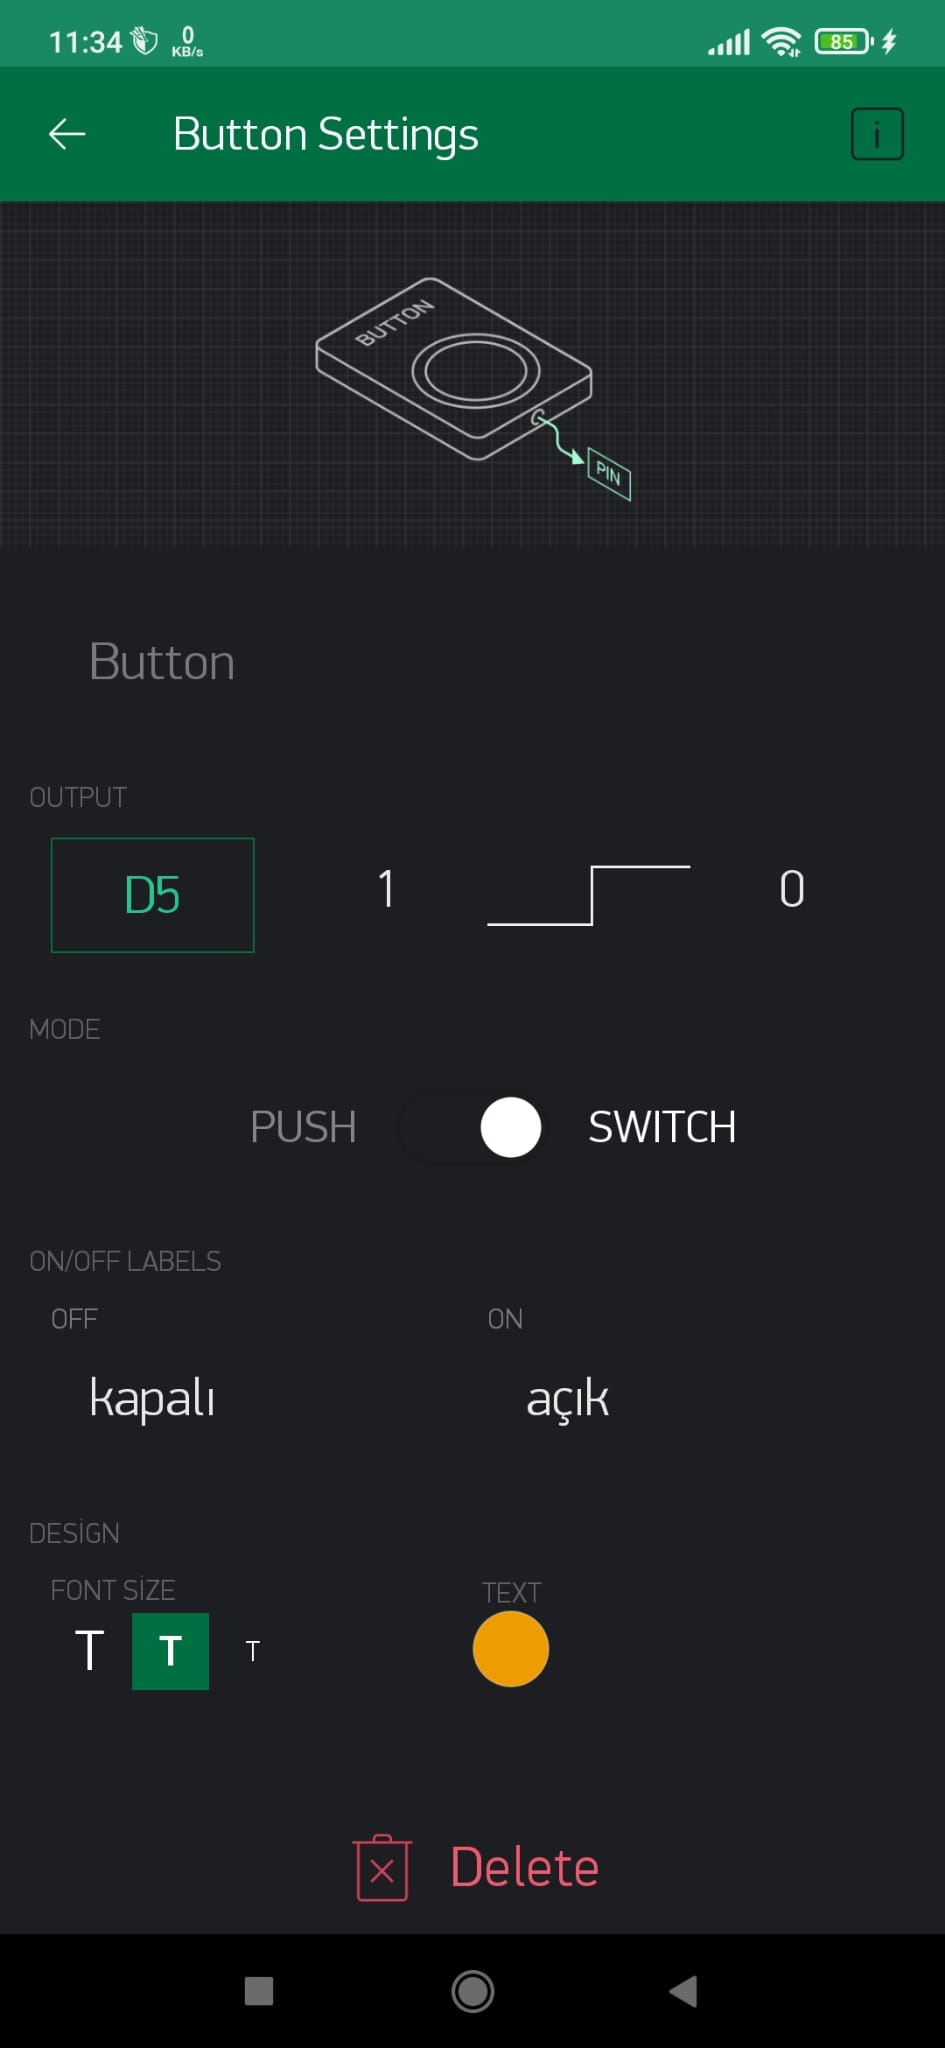 11:34 0 KB/s 85
Button Settings i
BUTTON
PIN
Button
OUTPUT
D5 1 0
MODE
PUSH SWITCH
ON/OFF LABELS
OFF ON
kapalı açık
DESİGN
FONT SİZE TEXT
T T T
Delete